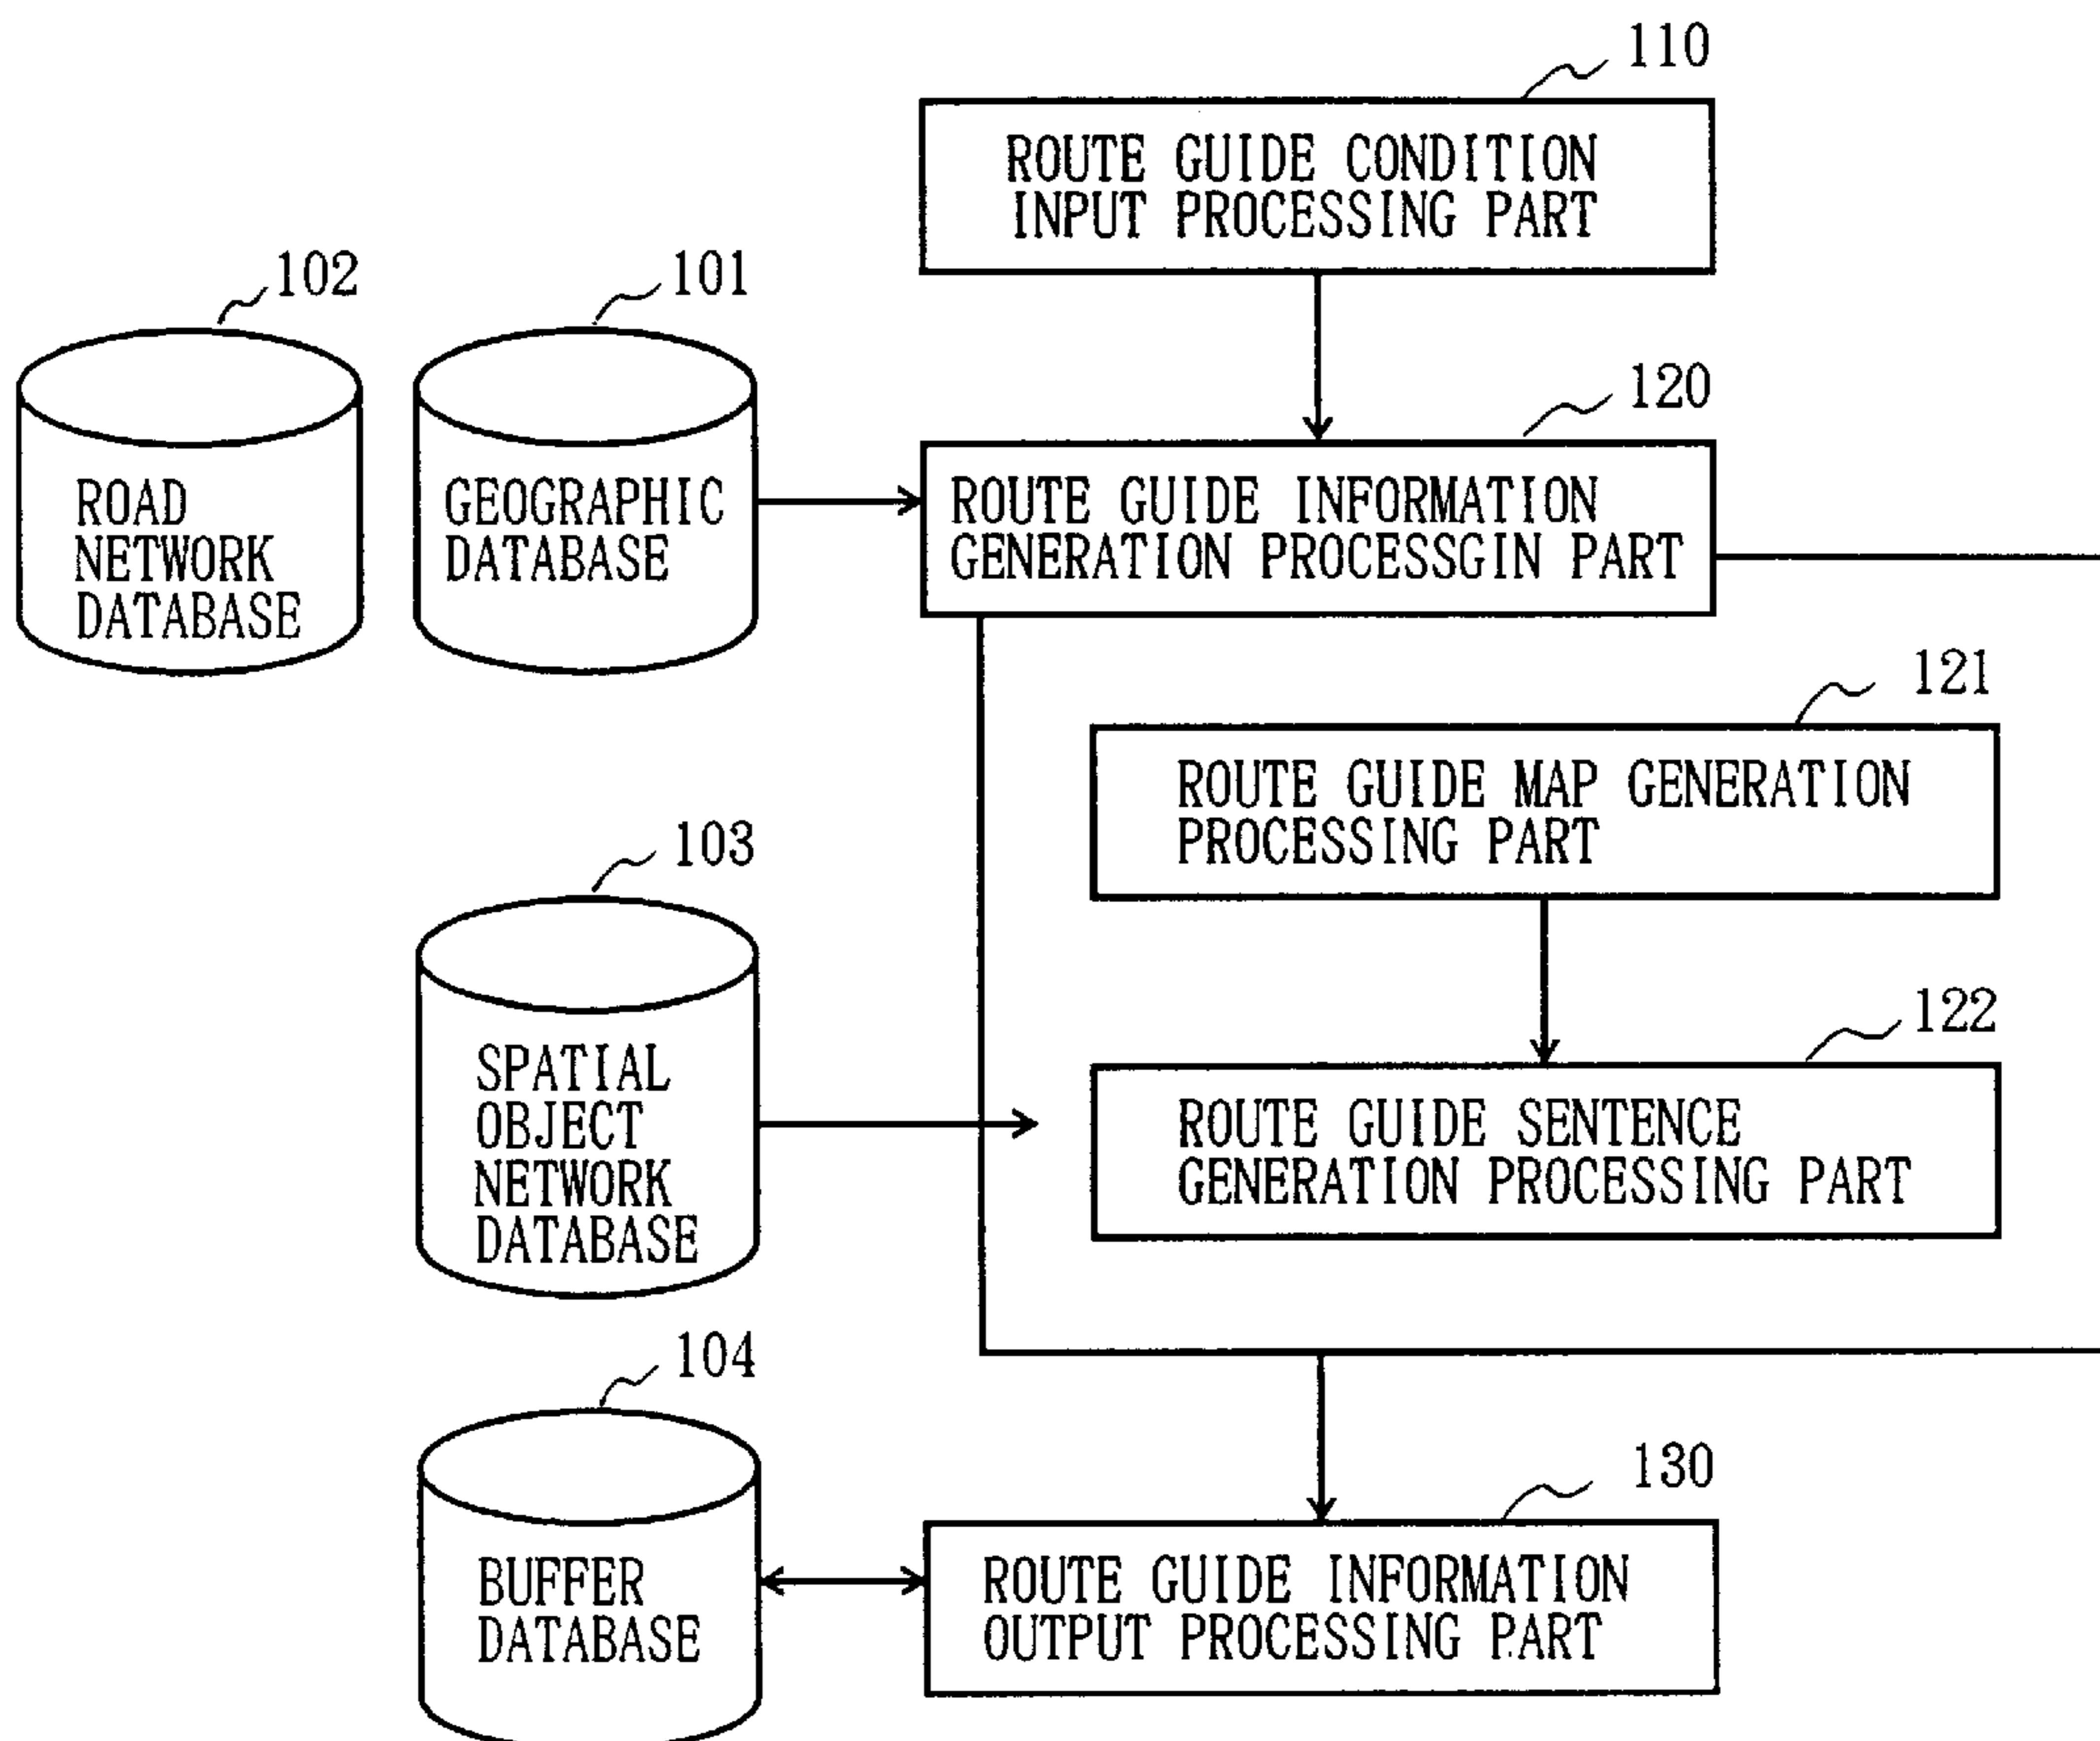 110
ROUTE GUIDE CONDITION
INPUT PROCESSING PART
102
101
120
ROAD
NETWORK
DATABASE
GEOGRAPHIC
DATABASE
ROUTE GUIDE INFORMATION
GENERATION PROCESSGIN PART
121
ROUTE GUIDE MAP GENERATION
PROCESSING PART
103
122
SPATIAL
OBJECT
NETWORK
DATABASE
ROUTE GUIDE SENTENCE
GENERATION PROCESSING PART
104
130
BUFFER
DATABASE
ROUTE GUIDE INFORMATION
OUTPUT PROCESSING PART